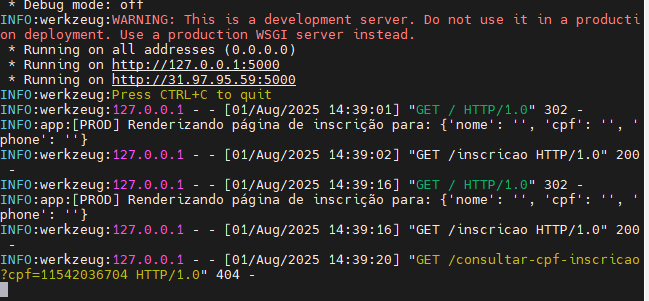 * Debug mode: off
INFO:werkzeug:WARNING: This is a development server. Do not use it in a producti
on deployment. Use a production WSGI server instead.
* Running on all addresses (0.0.0.0)
* Running on http://127.0.0.1:5000
* Running on http://31.97.95.59:5000
INFO:werkzeug:Press CTRL+C to quit
INFO:werkzeug:127.0.0.1 - - [01/Aug/2025 14:39:01] "GET / HTTP/1.0" 302 -
INFO:app:[PROD] Renderizando página de inscrição para: {'nome': '', 'cpf': '', '
phone': ''}
INFO:werkzeug:127.0.0.1 - - [01/Aug/2025 14:39:02] "GET /inscricao HTTP/1.0" 200
-
INFO:werkzeug:127.0.0.1 - - [01/Aug/2025 14:39:16] "GET / HTTP/1.0" 302 -
INFO:app:[PROD] Renderizando página de inscrição para: {'nome': '', 'cpf': '', '
phone': ''}
INFO:werkzeug:127.0.0.1 - - [01/Aug/2025 14:39:16] "GET /inscricao HTTP/1.0" 200
-
INFO:werkzeug:127.0.0.1 - - [01/Aug/2025 14:39:20] "GET /consultar-cpf-inscricao
?cpf=11542036704 HTTP/1.0" 404 -